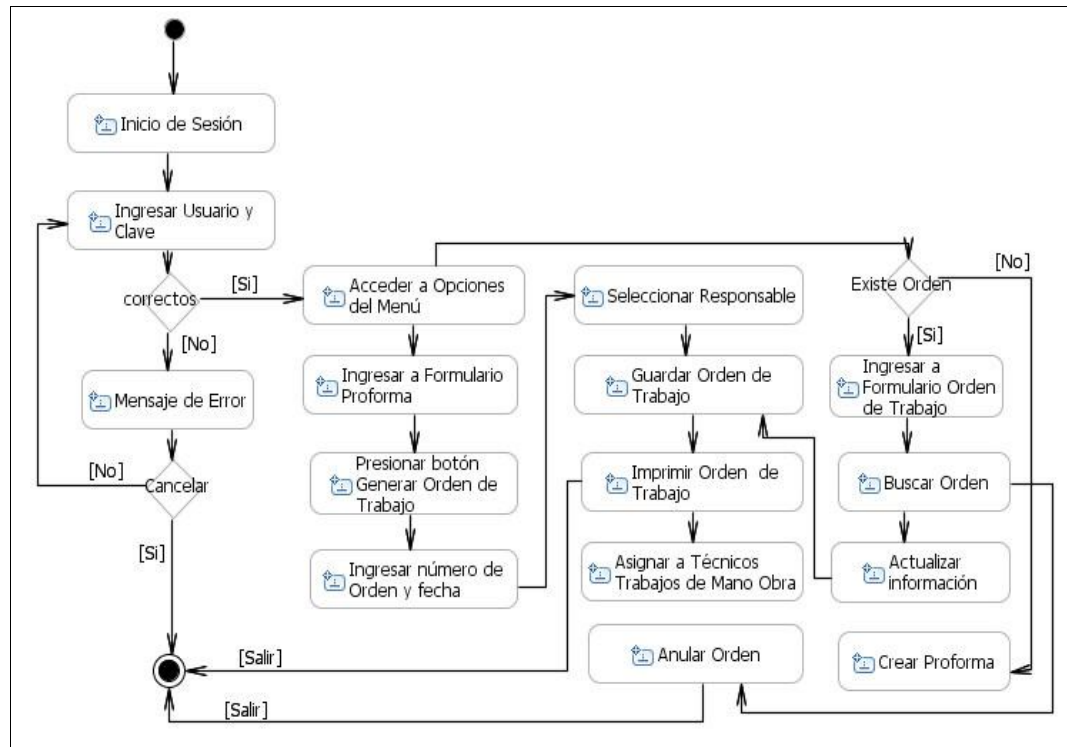 Inicio de Sesión
Ingresar Usuario y
Clave
correctos
[Si]
[No]
Mensaje de Error
[No]
Cancelar
[Si]
Acceder a Opciones
del Menú
Ingresar a Formulario
Proforma
Presionar botón
Generar Orden de
Trabajo
Ingresar número de
Orden y fecha
Seleccionar Responsable
Guardar Orden de
Trabajo
Imprimir Orden de
Trabajo
Asignar a Técnicos
Trabajos de Mano Obra
Anular Orden
[Salir]
[Salir]
Existe Orden
[No]
[Si]
Ingresar a
Formulario Orden
de Trabajo
Buscar Orden
Actualizar
información
Crear Proforma